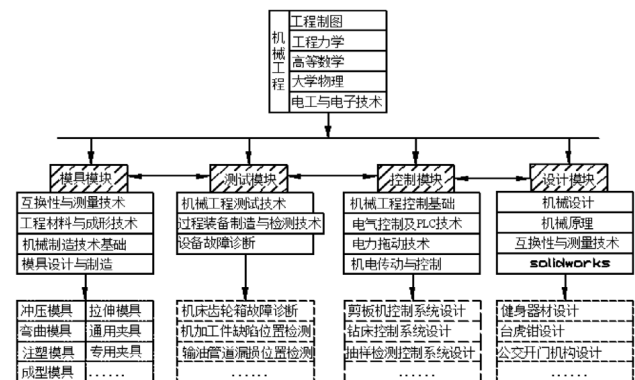 机械工程
工程制图
工程力学
高等数学
大学物理
电工与电子技术
模具模块
互换性与测量技术
工程材料与成形技术
机械制造技术基础
模具设计与制造
冲压模具 拉伸模具
弯曲模具 通用夹具
注塑模具 专用夹具
成型模具 ......
测试模块
机械工程测试技术
过程装备制造与检测技术
设备故障诊断
机床齿轮箱故障诊断
机加工件缺陷位置检测
输油管道漏损位置检测
......
控制模块
机械工程控制基础
电气控制及PLC技术
电力拖动技术
机电传动与控制
剪板机控制系统设计
钻床控制系统设计
抽样检测控制系统设计
......
设计模块
机械设计
机械原理
互换性与测量技术
solidworks
健身器材设计
台虎钳设计
公交开门机构设计
......